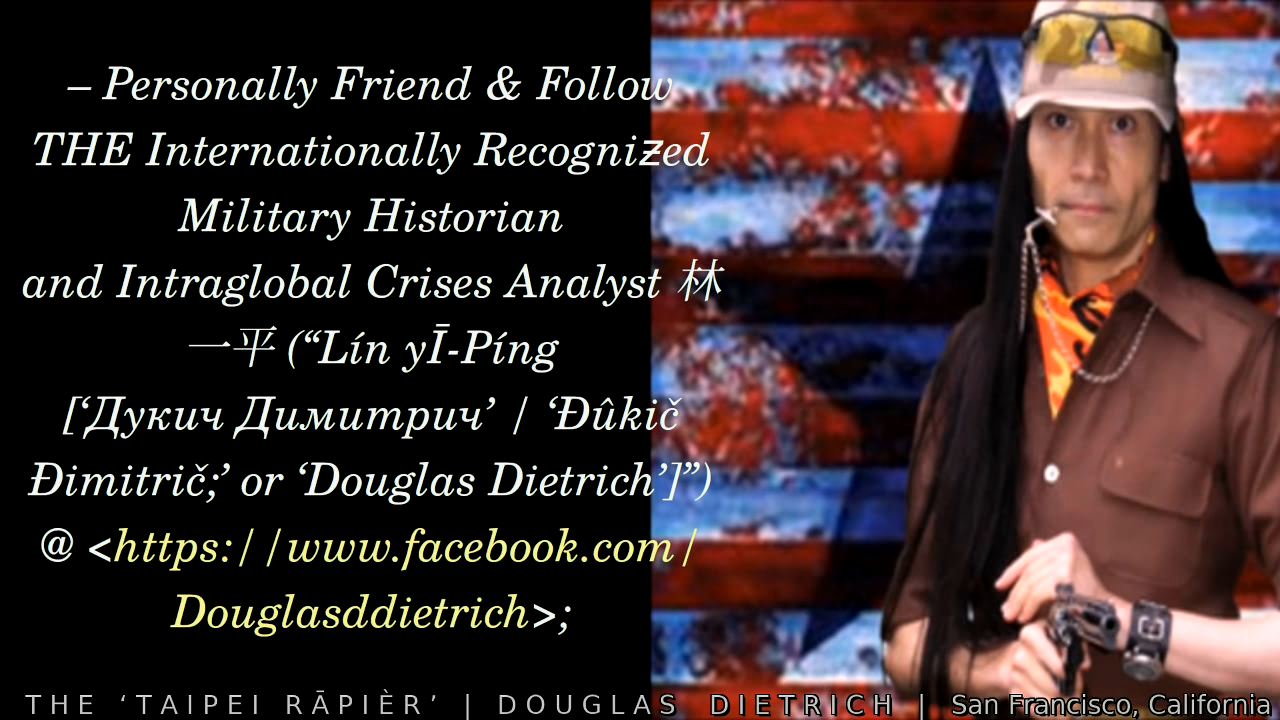 – Personally Friend & Follow
THE Internationally Recogniƶed
Military Historian
and Intraglobal Crises Analyst 林
一平 (“Lín yĪ-Píng
[‘Дукич Димитрич’ / ‘Đûkič
Đimitrič;’ or ‘Douglas Dietrich’]”)
@ <https://www.facebook.com/
Douglasddietrich>;
THE ‘TAIPEI RĀPIÈR’ | DOUGLAS DIETRICH | San Francisco, California